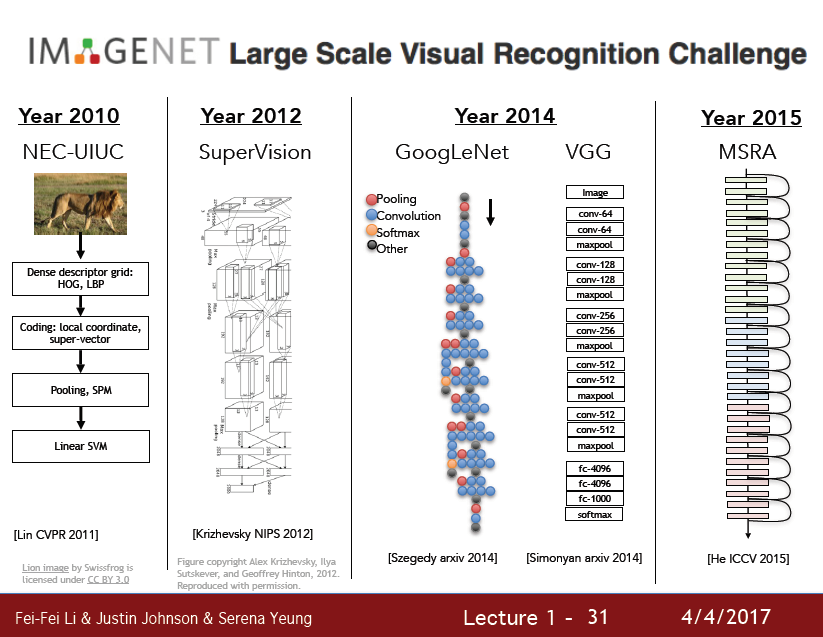 IMAGENET Large Scale Visual Recognition Challenge
Year 2010
NEC-UIUC
Dense descriptor grid:
HOG, LBP
Coding: local coordinate,
super-vector
Pooling, SPM
Linear SVM
[Lin CVPR 2011]
Lion image by Swissfrog is
licensed under CC BY 3.0
Year 2012
SuperVision
[Krizhevsky NIPS 2012]
Figure copyright Alex Krizhevsky, Ilya
Sutskever, and Geoffrey Hinton, 2012.
Reproduced with permission.
Year 2014
GoogLeNet
Pooling
Convolution
Softmax
Other
[Szegedy arxiv 2014]
VGG
Image
conv-64
conv-64
maxpool
conv-128
conv-128
maxpool
conv-256
conv-256
maxpool
conv-512
conv-512
maxpool
conv-512
conv-512
maxpool
fc-4096
fc-4096
fc-1000
softmax
[Simonyan arxiv 2014]
Year 2015
MSRA
[He ICCV 2015]
Fei-Fei Li & Justin Johnson & Serena Yeung
Lecture 1 - 31
4/4/2017